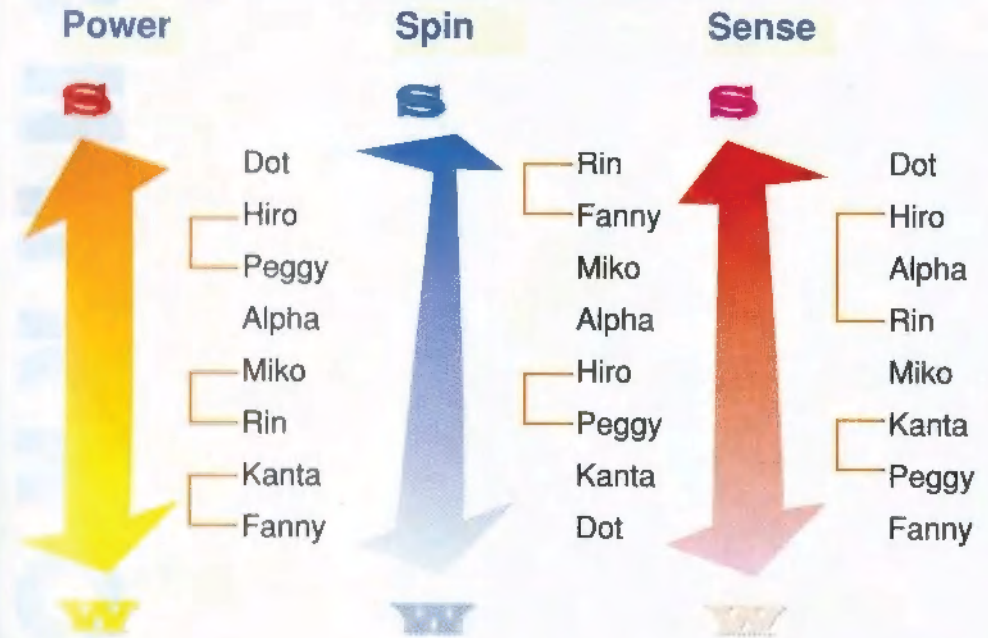 Power Spin Sense
S S S
Dot Rin Dot
Hiro Fanny Hiro
Peggy Miko Alpha
Alpha Alpha Rin
Miko Hiro Miko
Rin Peggy Kanta
Kanta Kanta Peggy
Fanny Dot Fanny
W W W